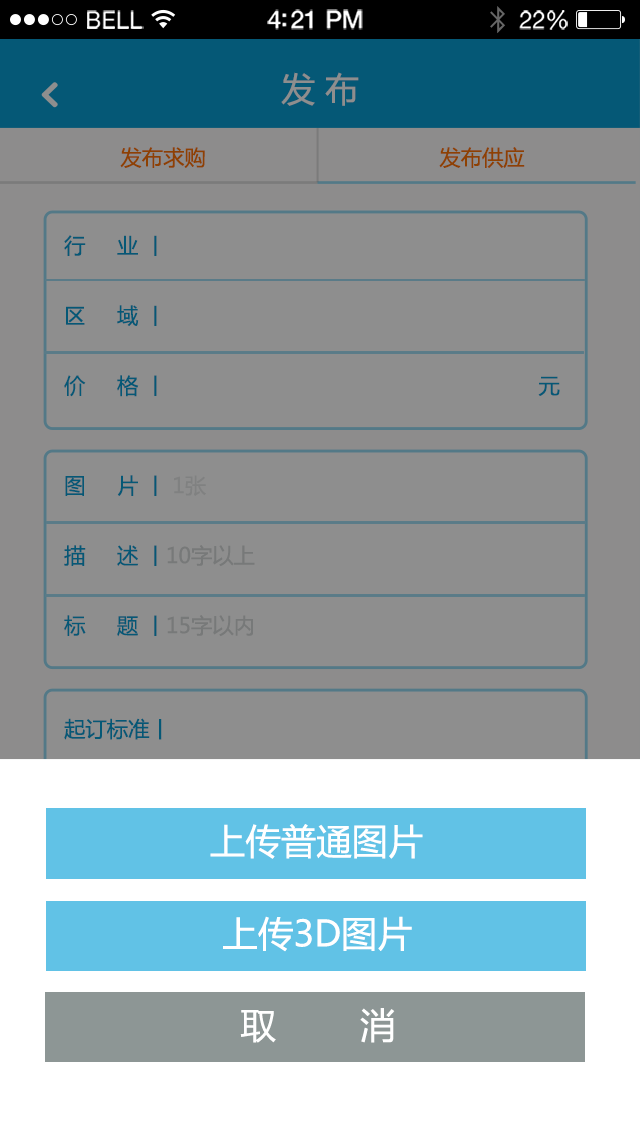 BELL 4:21 PM 22%
发布
发布求购 发布供应
行 业 |
区 域 |
价 格 | 元
图 片 | 1张
描 述 | 10字以上
标 题 | 15字以内
起订标准 |
上传普通图片
上传3D图片
取 消